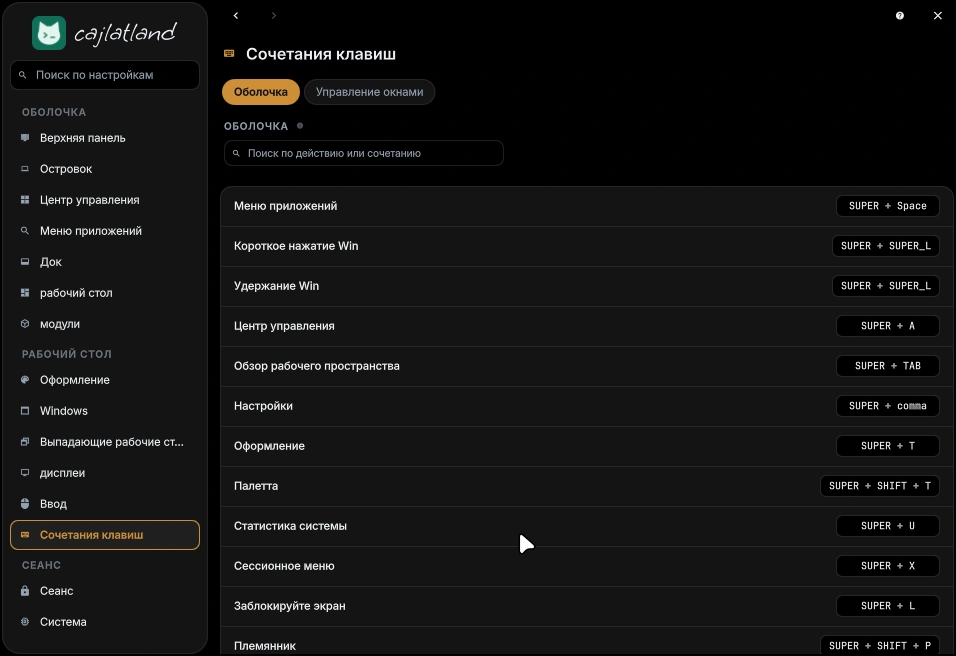 cajlatland
Поиск по настройкам
ОБОЛОЧКА
Верхняя панель
Островок
Центр управления
Меню приложений
Док
рабочий стол
модули
РАБОЧИЙ СТОЛ
Оформление
Windows
Выпадающие рабочие ст...
дисплеи
Ввод
Сочетания клавиш
СЕАНС
Сеанс
Система
Сочетания клавиш
Оболочка Управление окнами
ОБОЛОЧКА
Поиск по действию или сочетанию
Меню приложений SUPER + Space
Короткое нажатие Win SUPER + SUPER_L
Удержание Win SUPER + SUPER_L
Центр управления SUPER + A
Обзор рабочего пространства SUPER + TAB
Настройки SUPER + comma
Оформление SUPER + T
Палетта SUPER + SHIFT + T
Статистика системы SUPER + U
Сессионное меню SUPER + X
Заблокируйте экран SUPER + L
Племянник SUPER + SHIFT + P